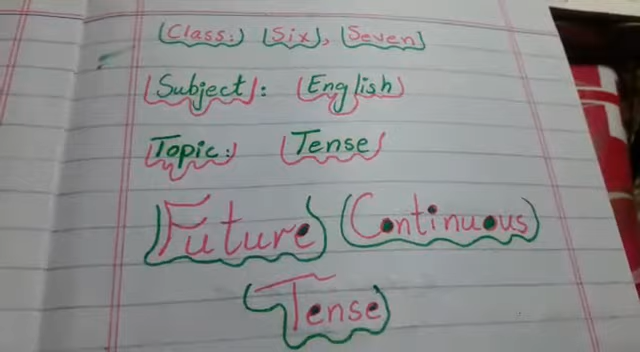 Class: Six, Seven
Subject: English
Topic: Tense
Future Continuous
Tense